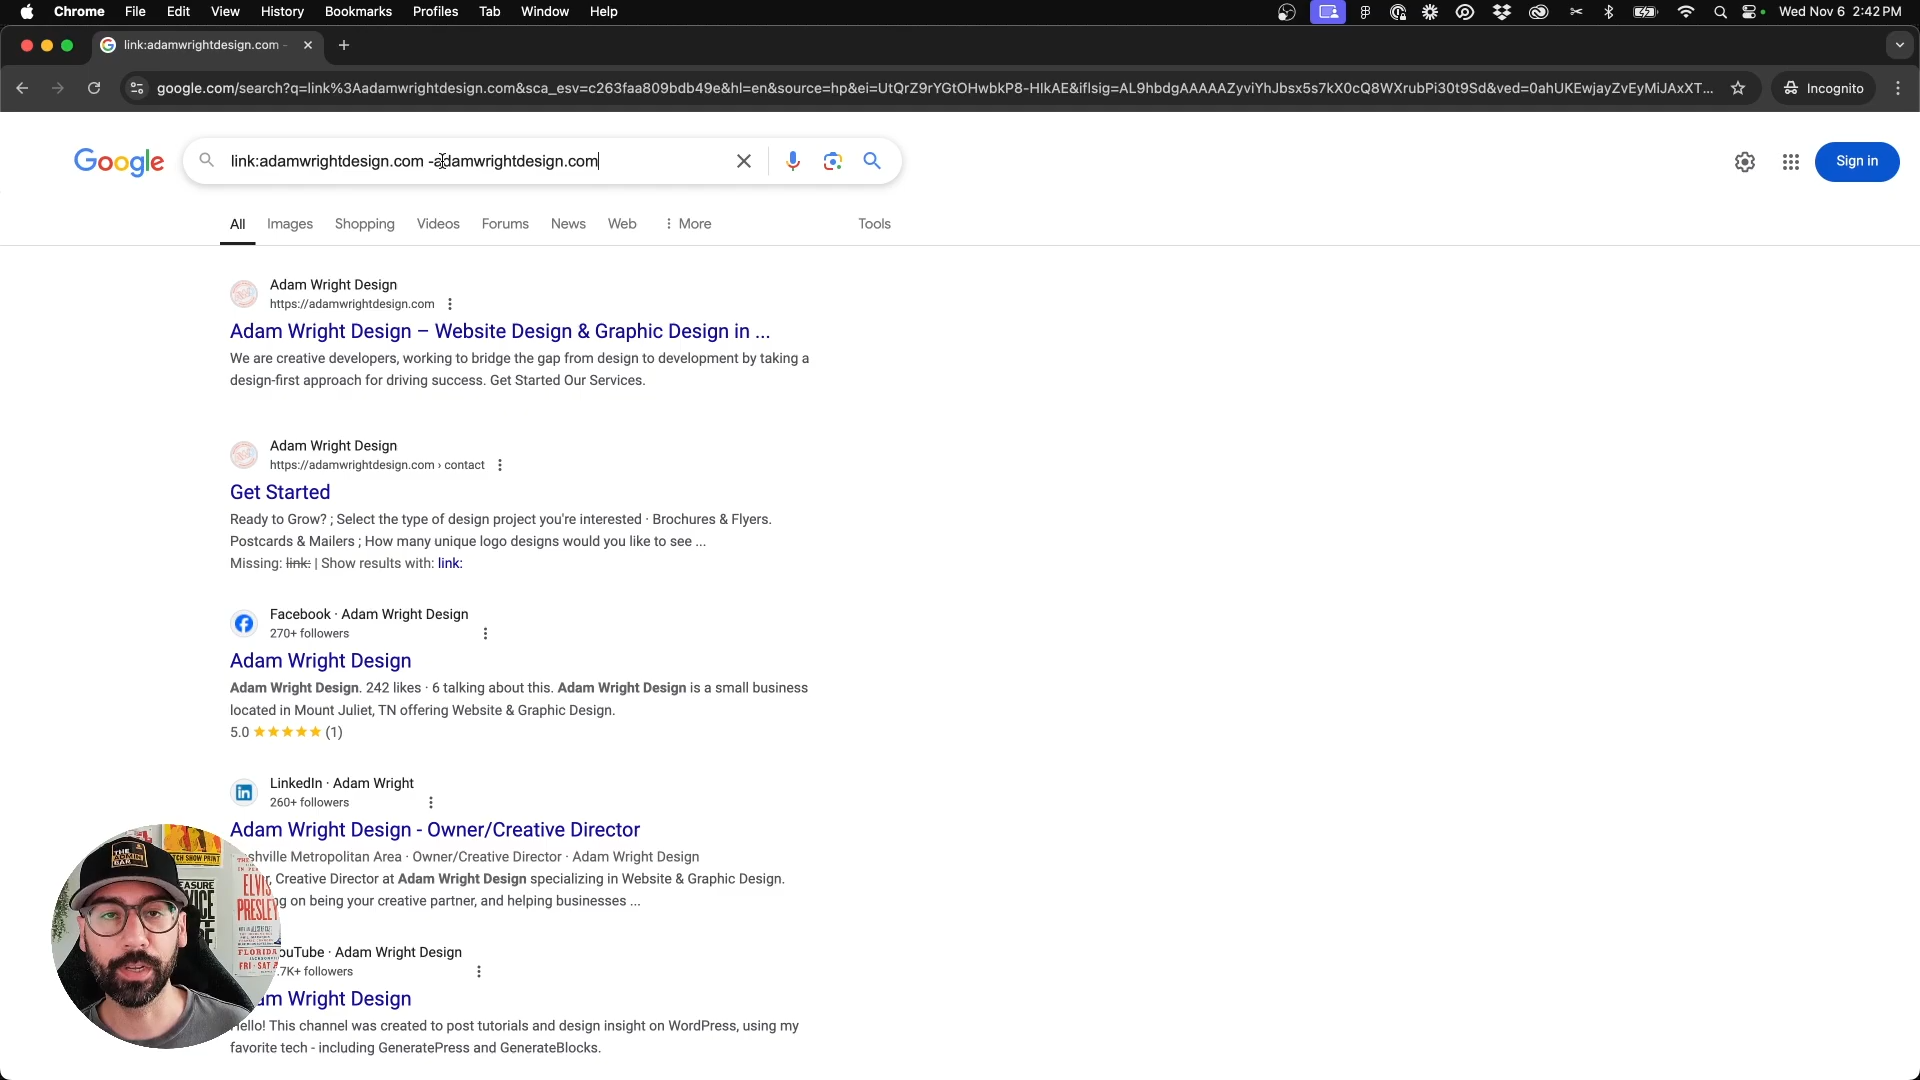 Chrome File Edit View History Bookmarks Profiles Tab Window Help Wed Nov 6 2:42 PM
link:adamwrightdesign.com -
google.com/search?q=link%3Aadamwrightdesign.com&sca_esv=c263faa809bdb49e&hl=en&source=hp&ei=UtQrZ9rYGtOHwbkP8-HIkAE&iflsig=AL9hbdgAAAAAZyviYhJbsx5s7kX0cQ8WXrubPi30t9Sd&ved=0ahUKEwjayZvEyMiJAxXT... Incognito
Google link:adamwrightdesign.com -adamwrightdesign.com Sign in
All Images Shopping Videos Forums News Web More Tools
Adam Wright Design
https://adamwrightdesign.com
Adam Wright Design – Website Design & Graphic Design in ...
We are creative developers, working to bridge the gap from design to development by taking a
design-first approach for driving success. Get Started Our Services.
Adam Wright Design
https://adamwrightdesign.com › contact
Get Started
Ready to Grow? ; Select the type of design project you're interested · Brochures & Flyers.
Postcards & Mailers ; How many unique logo designs would you like to see ...
Missing: link: | Show results with: link:
Facebook · Adam Wright Design
270+ followers
Adam Wright Design
Adam Wright Design. 242 likes · 6 talking about this. Adam Wright Design is a small business
located in Mount Juliet, TN offering Website & Graphic Design.
5.0 ★★★★★ (1)
LinkedIn · Adam Wright
260+ followers
Adam Wright Design - Owner/Creative Director
Metropolitan Area · Owner/Creative Director · Adam Wright Design
Creative Director at Adam Wright Design specializing in Website & Graphic Design.
on being your creative partner, and helping businesses ...
Adam Wright Design
7K+ followers
Wright Design
This channel was created to post tutorials and design insight on WordPress, using my
favorite tech - including GeneratePress and GenerateBlocks.
THE
ADMIN
BAR
ELVIS
PRESLEY
FLORIDA